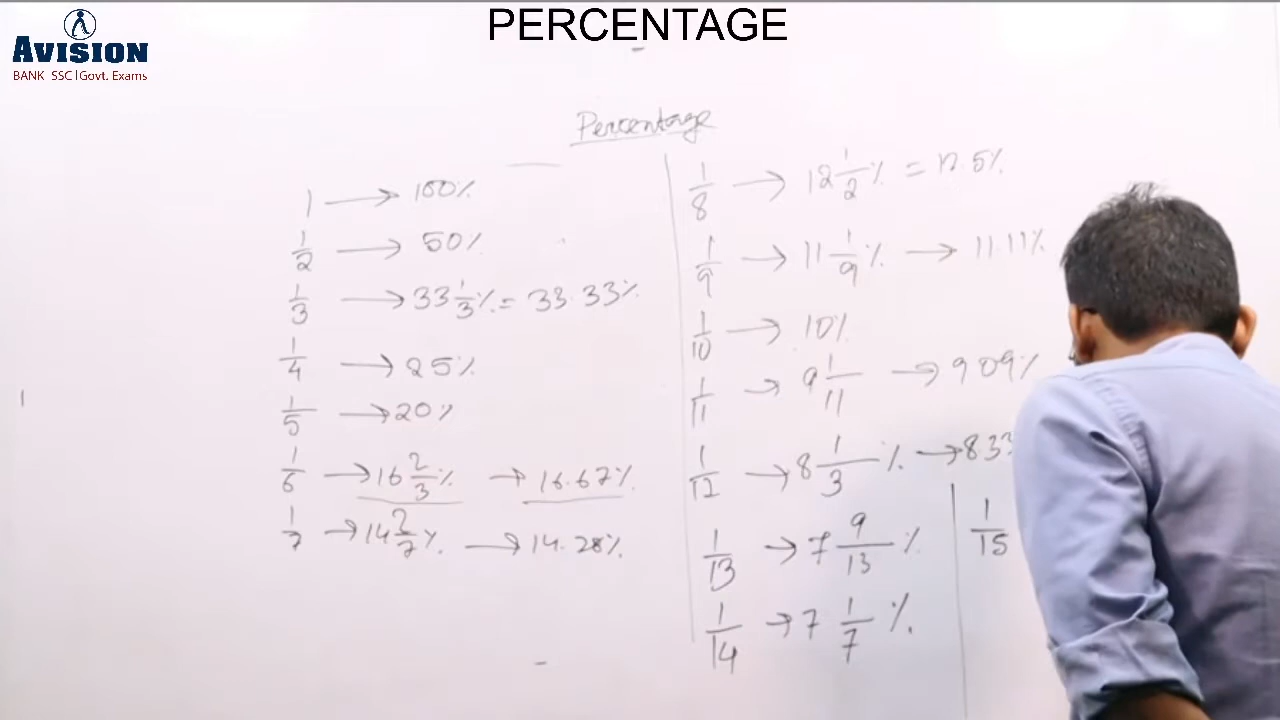 PERCENTAGE
AVISION
BANK SSC|Govt. Exams
Percentage
1 → 100%
1/2 → 50%
1/3 → 33 1/3% = 33.33%
1/4 → 25%
1/5 → 20%
1/6 → 16 2/3% → 16.67%
1/7 → 14 2/7% → 14.28%
1/8 → 12 1/2% = 12.5%
1/9 → 11 1/9% → 11.11%
1/10 → 10%
1/11 → 9 1/11 → 9.09%
1/12 → 8 1/3% → 8.33
1/13 → 7 9/13%
1/14 → 7 1/7%
1/15